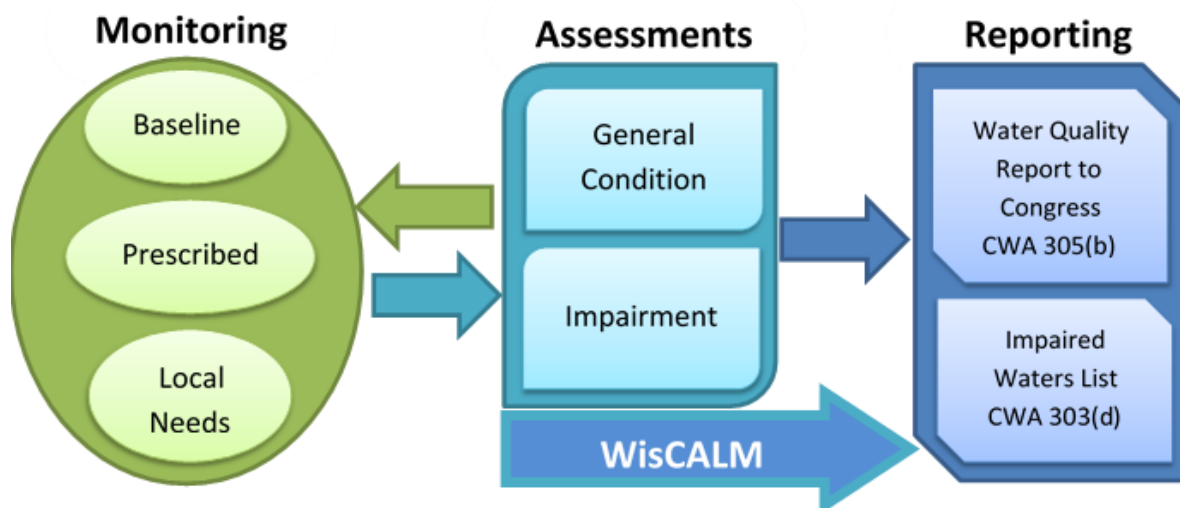 Monitoring
Baseline
Prescribed
Local
Needs
Assessments
General
Condition
Impairment
WisCALM
Reporting
Water Quality
Report to
Congress
CWA 305(b)
Impaired
Waters List
CWA 303(d)